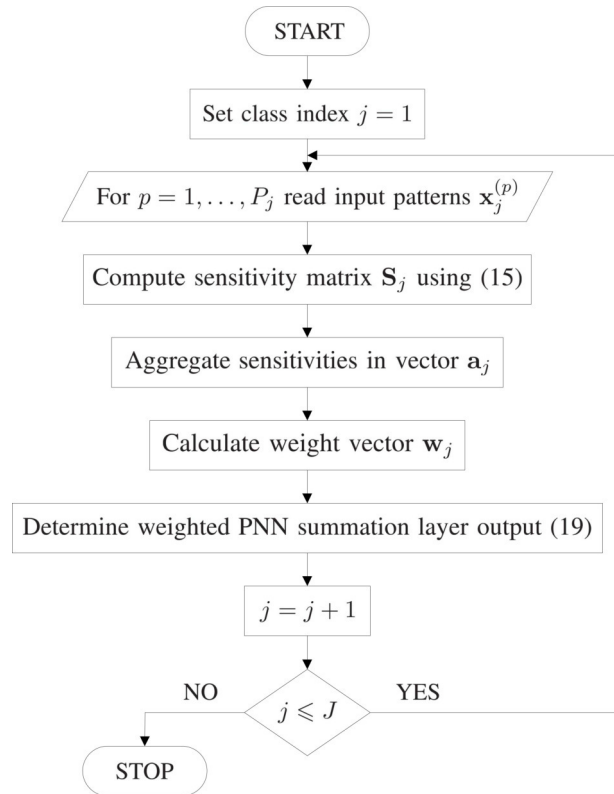 START
Set class index j = 1
For p = 1, . . . , P_j read input patterns x_j^(p)
Compute sensitivity matrix S_j using (15)
Aggregate sensitivities in vector a_j
Calculate weight vector w_j
Determine weighted PNN summation layer output (19)
j = j + 1
NO
j ⩽ J
YES
STOP